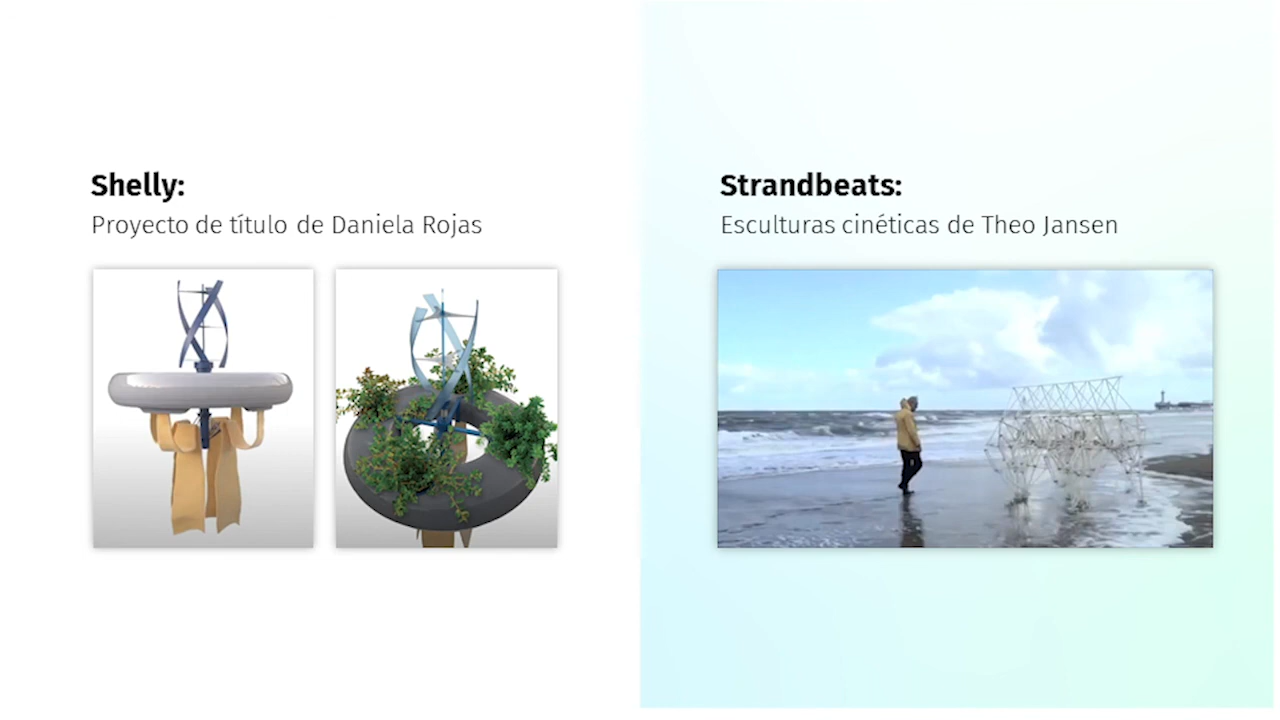 Shelly:
Proyecto de título de Daniela Rojas
Strandbeats:
Esculturas cinéticas de Theo Jansen